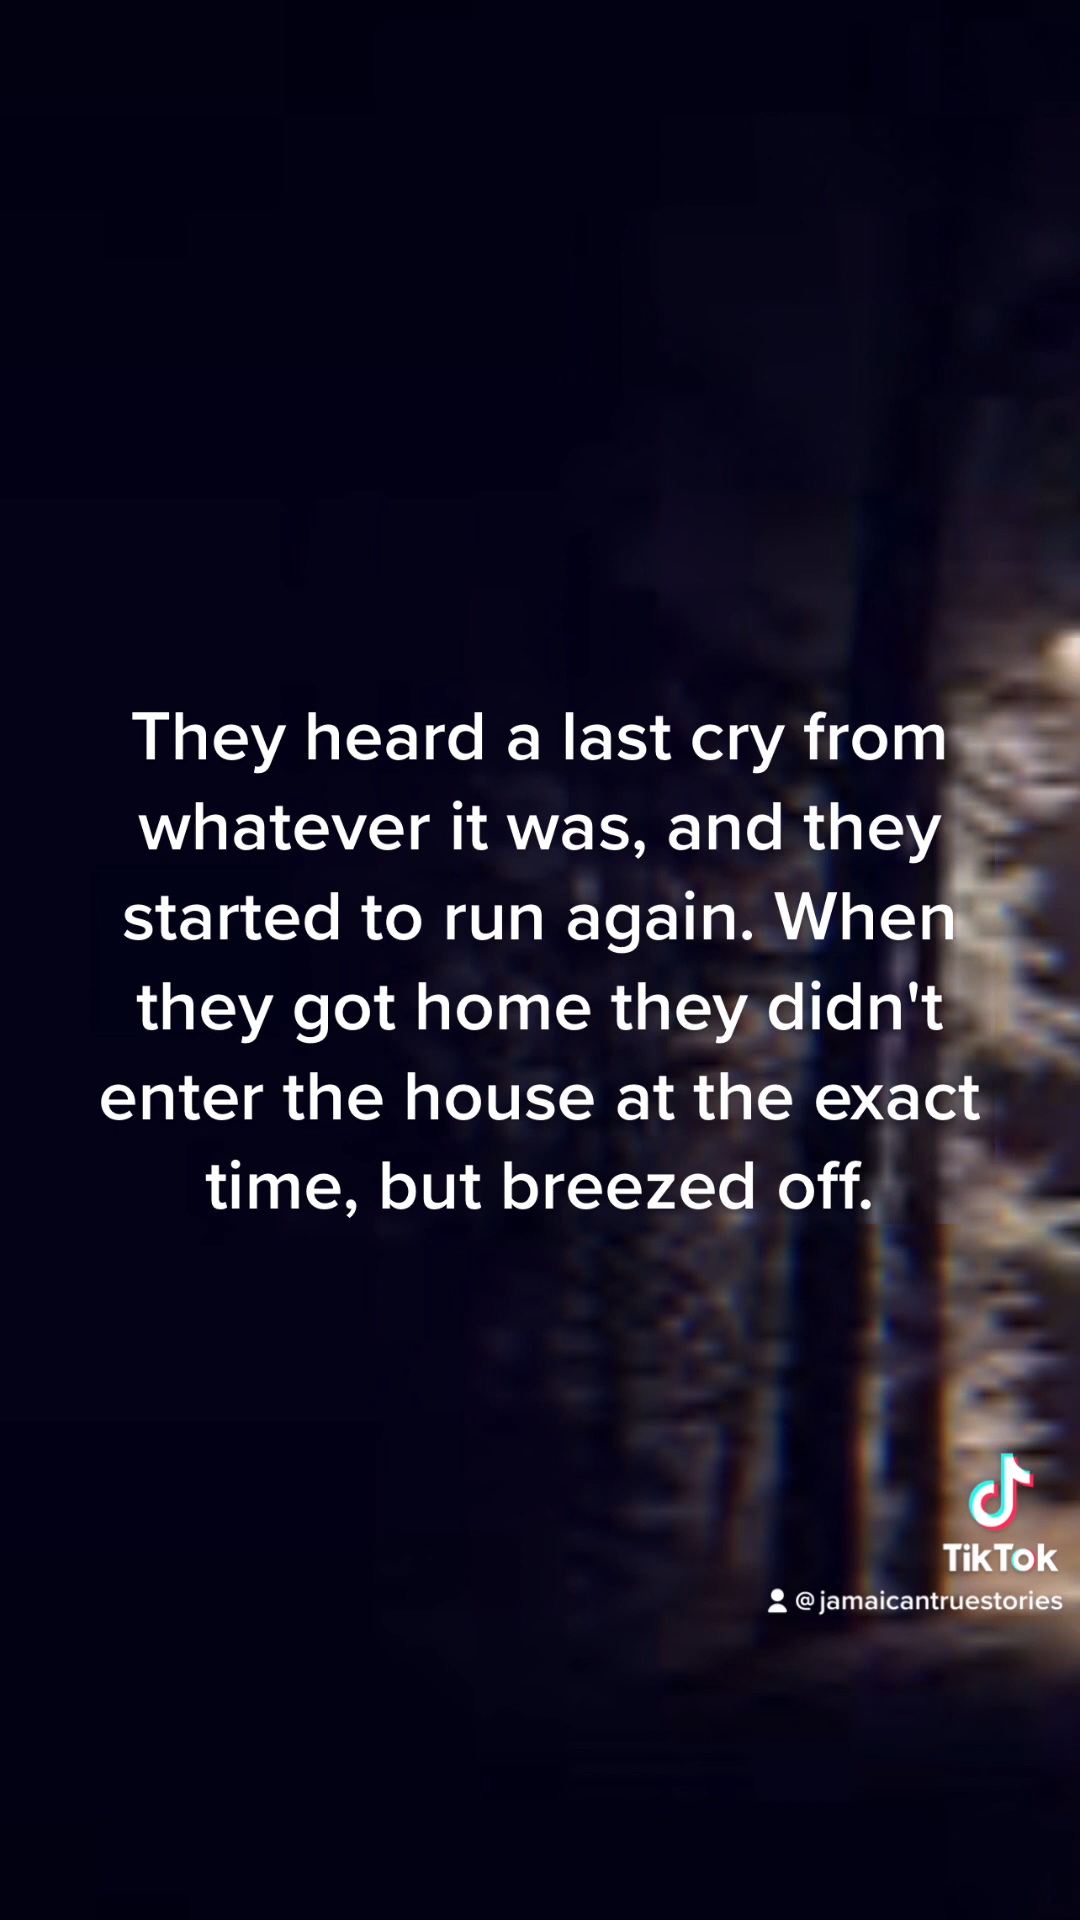 They heard a last cry from
whatever it was, and they
started to run again. When
they got home they didn't
enter the house at the exact
time, but breezed off.
TikTok
@jamaicantruestories